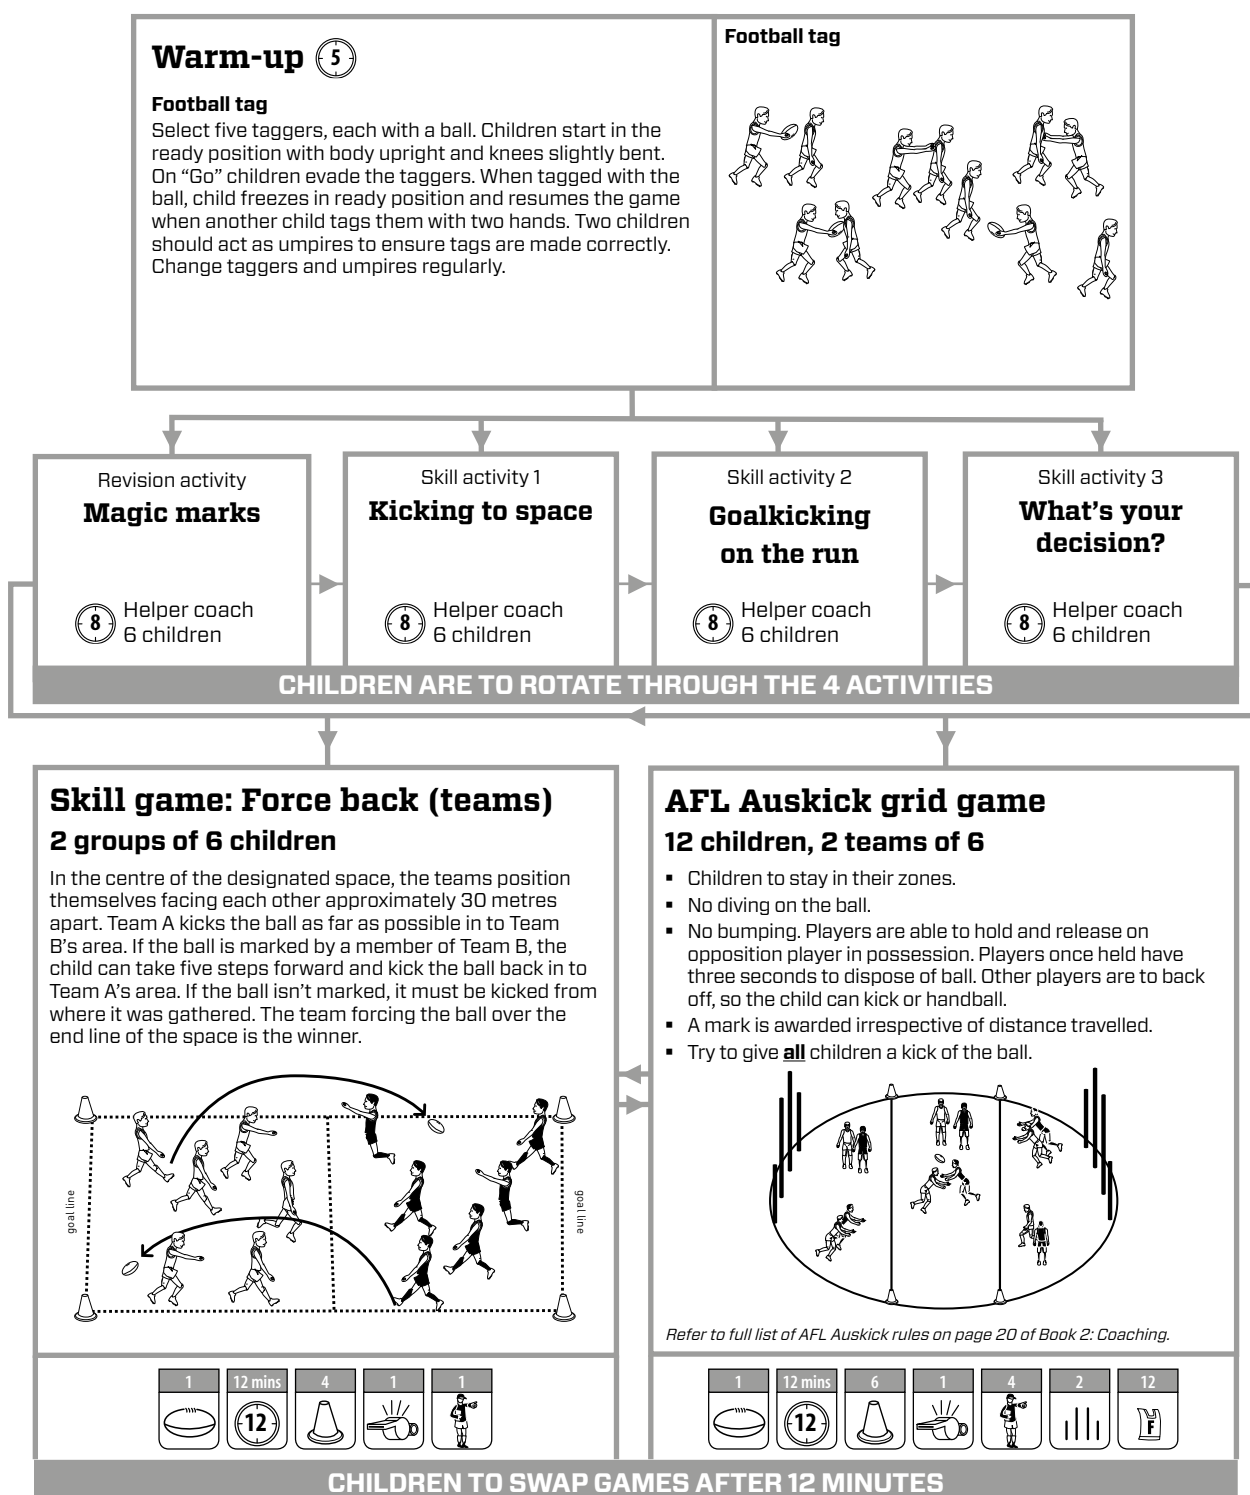 Warm-up 5
Football tag
Select five taggers, each with a ball. Children start in the
ready position with body upright and knees slightly bent.
On “Go” children evade the taggers. When tagged with the
ball, child freezes in ready position and resumes the game
when another child tags them with two hands. Two children
should act as umpires to ensure tags are made correctly.
Change taggers and umpires regularly.
Football tag
Revision activity
Magic marks
8 Helper coach
6 children
Skill activity 1
Kicking to space
8 Helper coach
6 children
Skill activity 2
Goalkicking
on the run
8 Helper coach
6 children
Skill activity 3
What’s your
decision?
8 Helper coach
6 children
CHILDREN ARE TO ROTATE THROUGH THE 4 ACTIVITIES
Skill game: Force back (teams)
2 groups of 6 children
In the centre of the designated space, the teams position
themselves facing each other approximately 30 metres
apart. Team A kicks the ball as far as possible in to Team
B’s area. If the ball is marked by a member of Team B, the
child can take five steps forward and kick the ball back in to
Team A’s area. If the ball isn’t marked, it must be kicked from
where it was gathered. The team forcing the ball over the
end line of the space is the winner.
goal line
goal line
1 12 mins 4 1 1
12
AFL Auskick grid game
12 children, 2 teams of 6
▪ Children to stay in their zones.
▪ No diving on the ball.
▪ No bumping. Players are able to hold and release on
opposition player in possession. Players once held have
three seconds to dispose of ball. Other players are to back
off, so the child can kick or handball.
▪ A mark is awarded irrespective of distance travelled.
▪ Try to give all children a kick of the ball.
Refer to full list of AFL Auskick rules on page 20 of Book 2: Coaching.
1 12 mins 6 1 4 2 12
12 F
CHILDREN TO SWAP GAMES AFTER 12 MINUTES